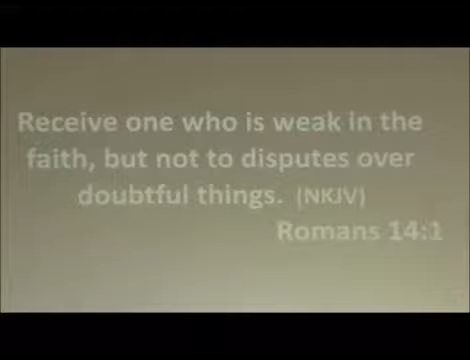 Receive one who is weak in the
faith, but not to disputes over
doubtful things. (NKJV)
Romans 14:1